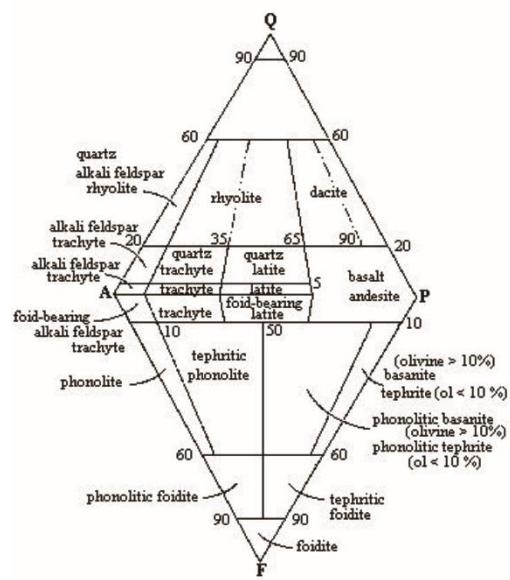 Q
90 90
60 60
quartz
alkali feldspar
rhyolite
rhyolite
dacite
alkali feldspar
trachyte
20 35 65 90 20
quartz
trachyte
quartz
latite
alkali feldspar
trachyte
basalt
andesite
5
A
trachyte
latite
P
foid-bearing
alkali feldspar
trachyte
trachyte
foid-bearing
latite
10 50 10
phonolite
tephritic
phonolite
(olivine > 10%)
basanite
tephrite (ol < 10 %)
phonolitic basanite
(olivine > 10%)
phonolitic tephrite
(ol < 10 %)
60 60
phonolitic foidite
tephritic
foidite
90 90
foidite
F